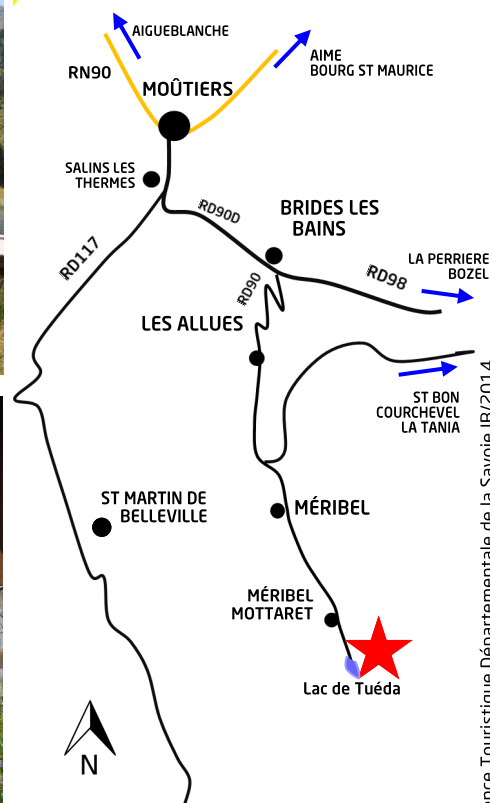 AIGUEBLANCHE
AIME
BOURG ST MAURICE
RN90
MOÛTIERS
SALINS LES
THERMES
RD90D
BRIDES LES
BAINS
RD117
LA PERRIERE
BOZEL
RD98
RD90
LES ALLUES
ST BON
COURCHEVEL
LA TANIA
ST MARTIN DE
BELLEVILLE
MÉRIBEL
MÉRIBEL
MOTTARET
Lac de Tuéda
N
Touristique Départementale de la Savoie JB/2014